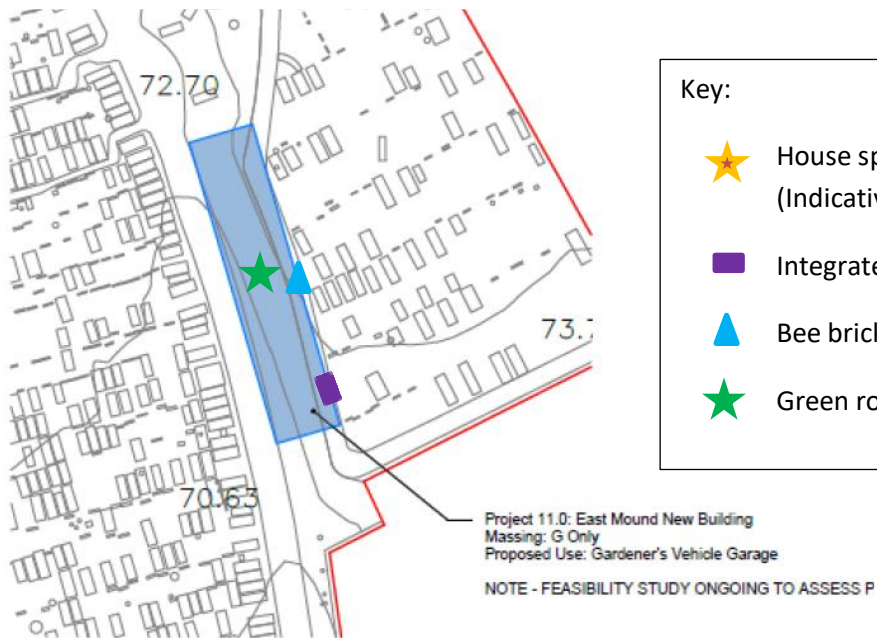 72.70
Key:
House sp
(Indicativ
Integrate
73.7
Bee brick
Green ro
70.63
Project 11.0: East Mound New Building
Massing: G Only
Proposed Use: Gardener's Vehicle Garage
NOTE - FEASIBILITY STUDY ONGOING TO ASSESS P